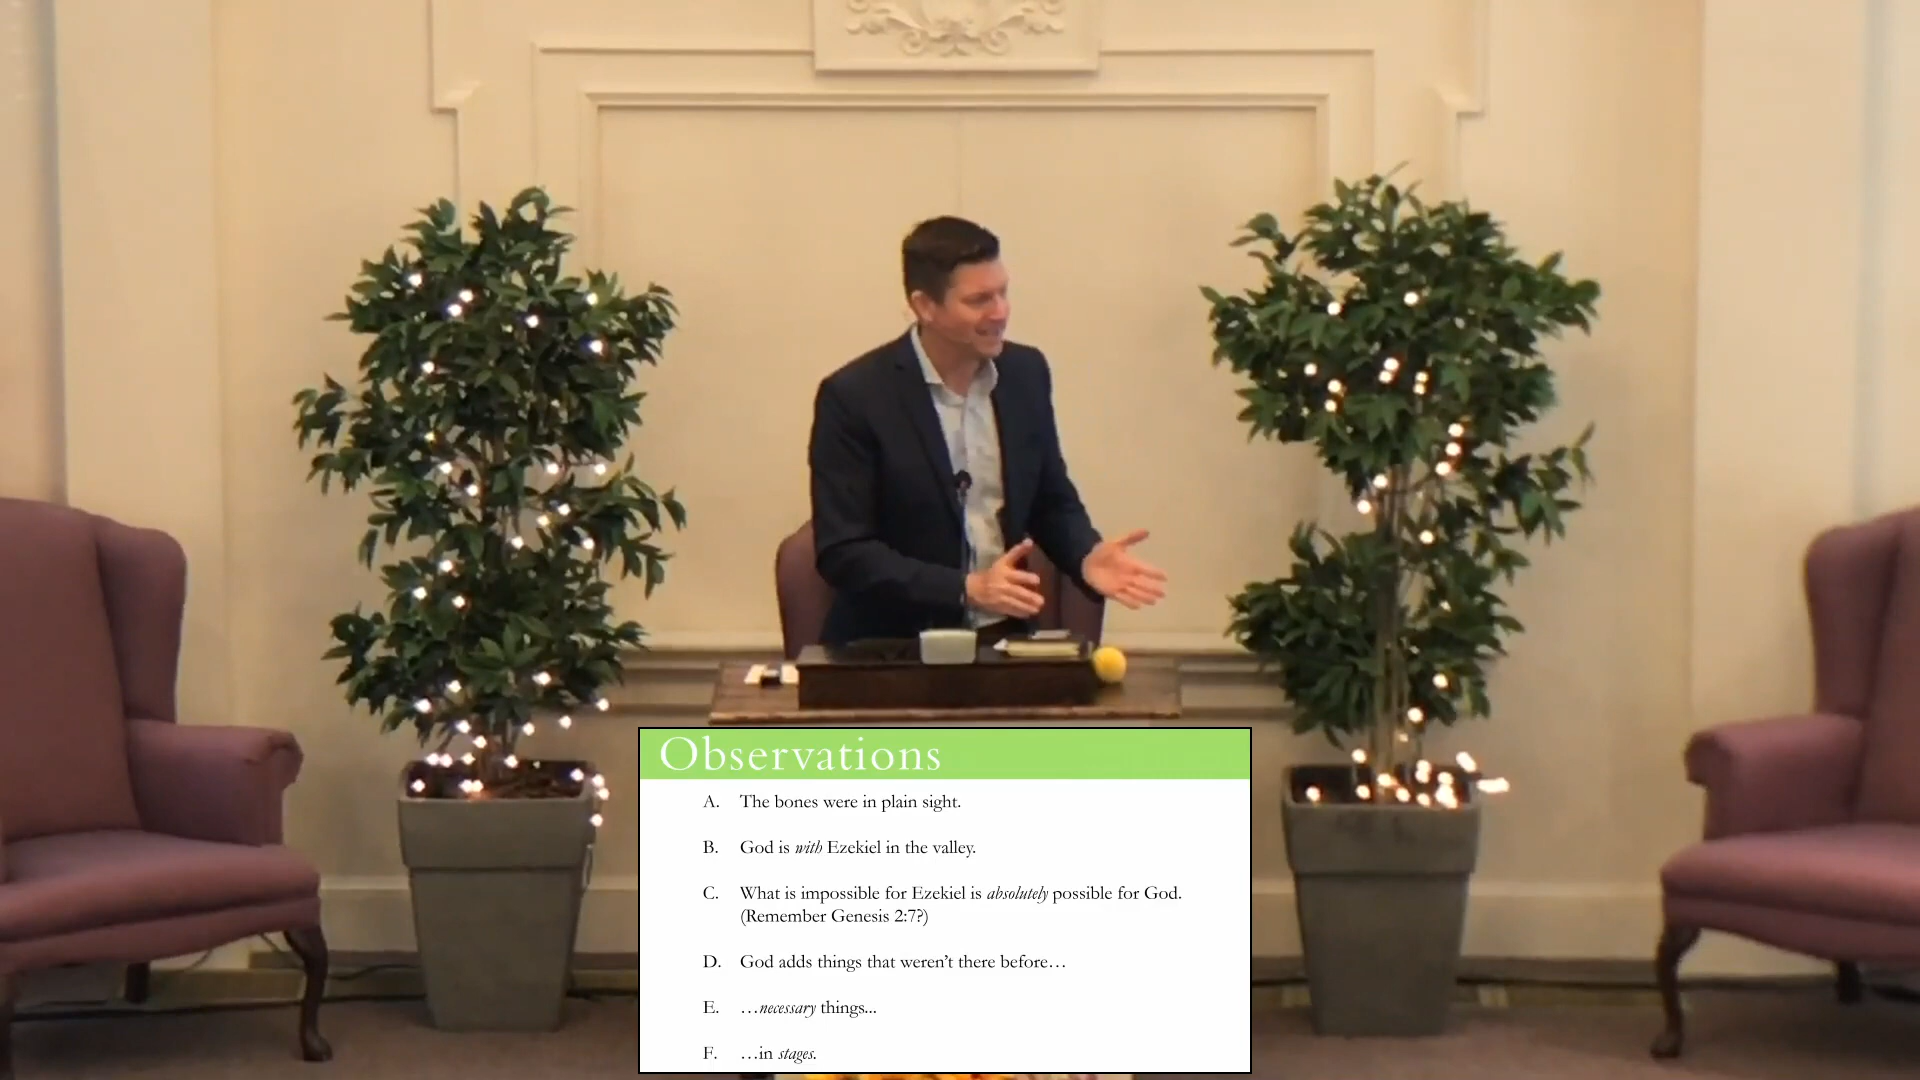 Observations
A. The bones were in plain sight.
B. God is with Ezekiel in the valley.
C. What is impossible for Ezekiel is absolutely possible for God.
(Remember Genesis 2:7?)
D. God adds things that weren't there before…
E. …necessary things...
F. …in stages.